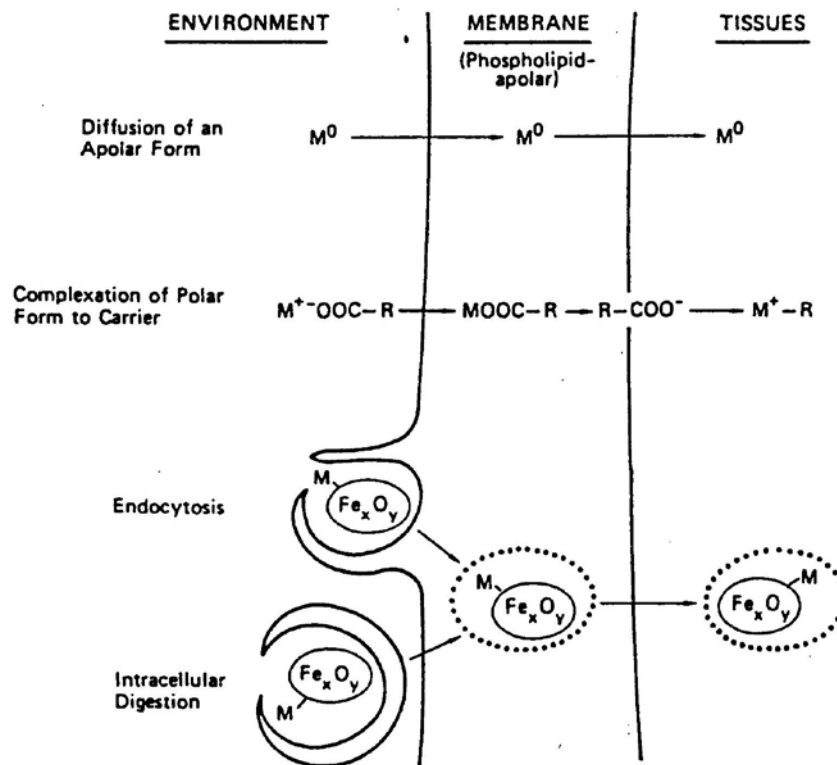 ENVIRONMENT MEMBRANE TISSUES
(Phospholipid-
apolar)
Diffusion of an
Apolar Form
M⁰ M⁰ M⁰
Complexation of Polar
Form to Carrier
M⁺⁻OOC–R MOOC–R R–COO⁻ M⁺–R
Endocytosis
M
FeₓOᵧ
M
FeₓOᵧ
M
FeₓOᵧ
Intracellular
Digestion
FeₓOᵧ
M